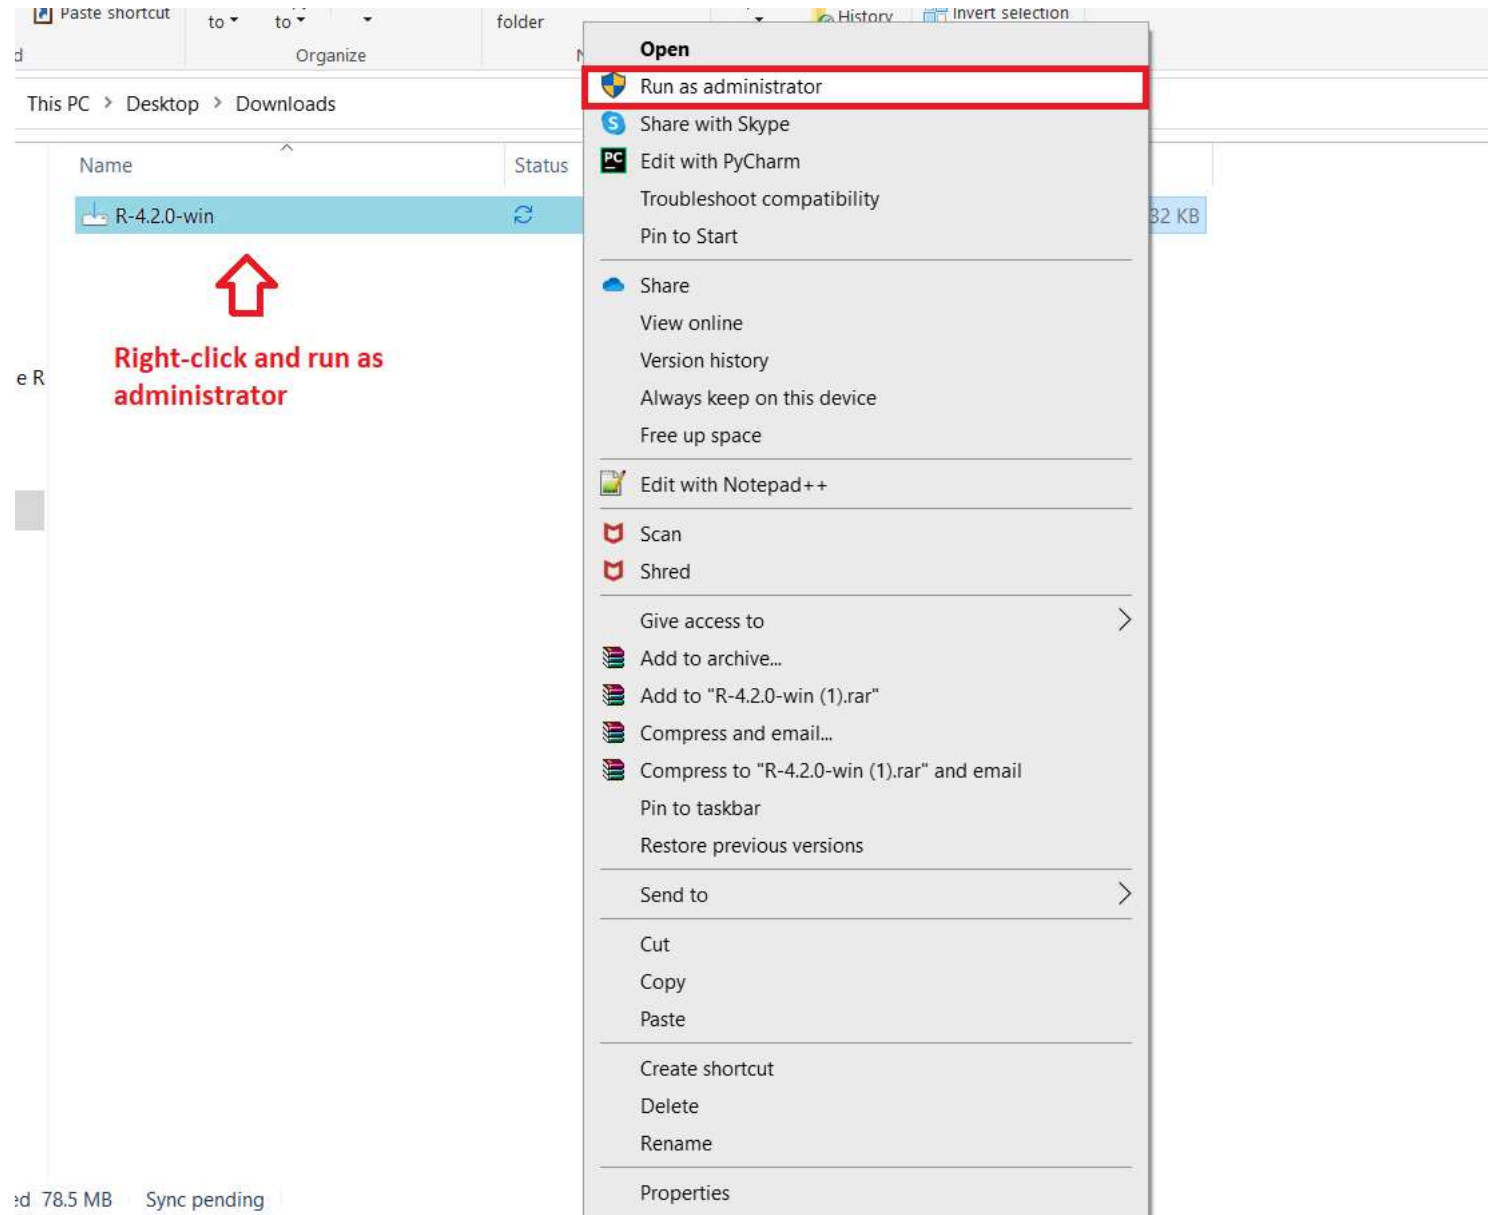 Paste shortcut
to
to
folder
History
Invert selection
Organize
This PC > Desktop > Downloads
Name
Status
R-4.2.0-win
32 KB
Right-click and run as
administrator
e R
Open
Run as administrator
Share with Skype
PC Edit with PyCharm
Troubleshoot compatibility
Pin to Start
Share
View online
Version history
Always keep on this device
Free up space
Edit with Notepad++
Scan
Shred
Give access to
Add to archive...
Add to "R-4.2.0-win (1).rar"
Compress and email...
Compress to "R-4.2.0-win (1).rar" and email
Pin to taskbar
Restore previous versions
Send to
Cut
Copy
Paste
Create shortcut
Delete
Rename
Properties
ed 78.5 MB Sync pending